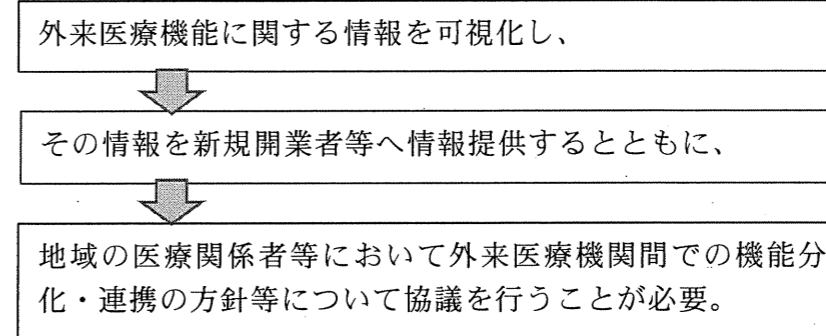 外来医療機能に関する情報を可視化し、
その情報を新規開業者等へ情報提供するとともに、
地域の医療関係者等において外来医療機関間での機能分
化・連携の方針等について協議を行うことが必要。